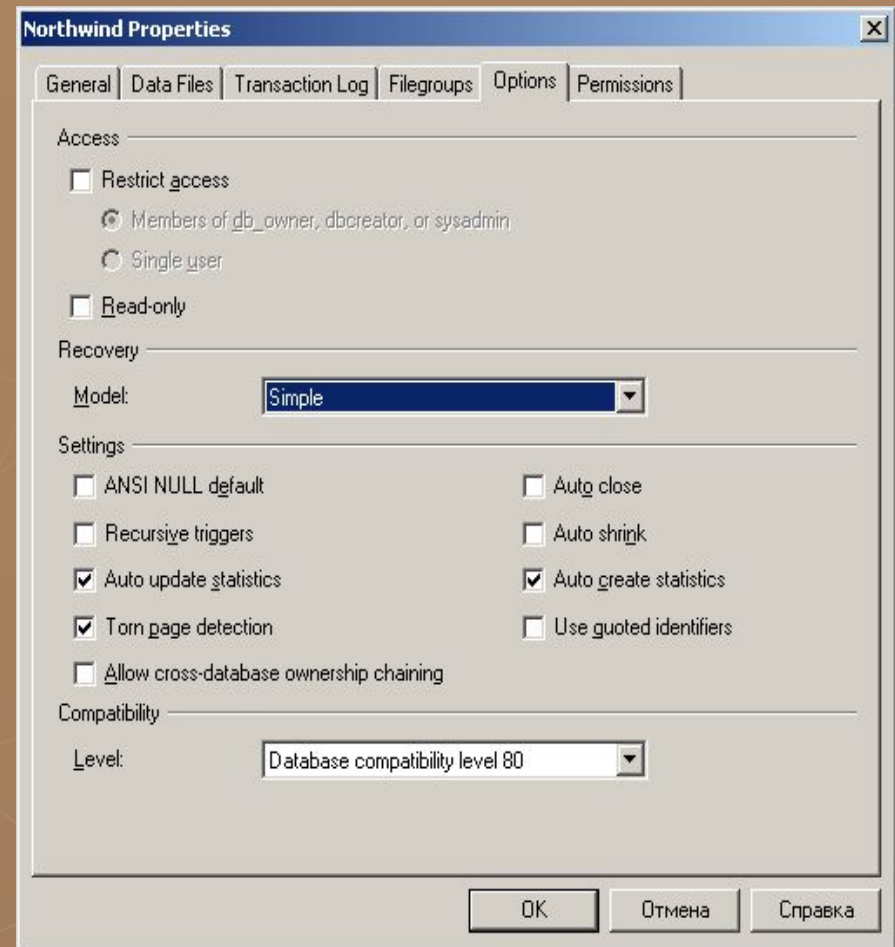 Northwind Properties
General Data Files Transaction Log Filegroups Options Permissions
Access
Restrict access
Members of db_owner, dbcreator, or sysadmin
Single user
Read-only
Recovery
Model: Simple
Settings
ANSI NULL default Auto close
Recursive triggers Auto shrink
Auto update statistics Auto create statistics
Torn page detection Use quoted identifiers
Allow cross-database ownership chaining
Compatibility
Level: Database compatibility level 80
OK Отмена Справка